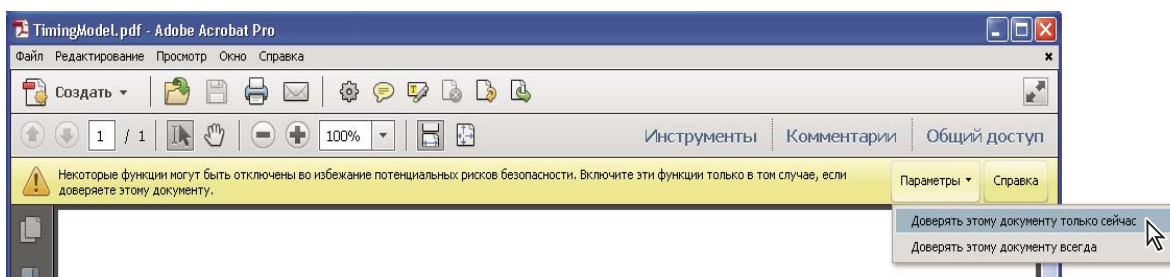 TimingModel.pdf - Adobe Acrobat Pro
Файл Редактирование Просмотр Окно Справка
Создать
1 / 1 100% Инструменты Комментарии Общий доступ
Некоторые функции могут быть отключены во избежание потенциальных рисков безопасности. Включите эти функции только в том случае, если
доверяете этому документу.
Параметры Справка
Доверять этому документу только сейчас
Доверять этому документу всегда